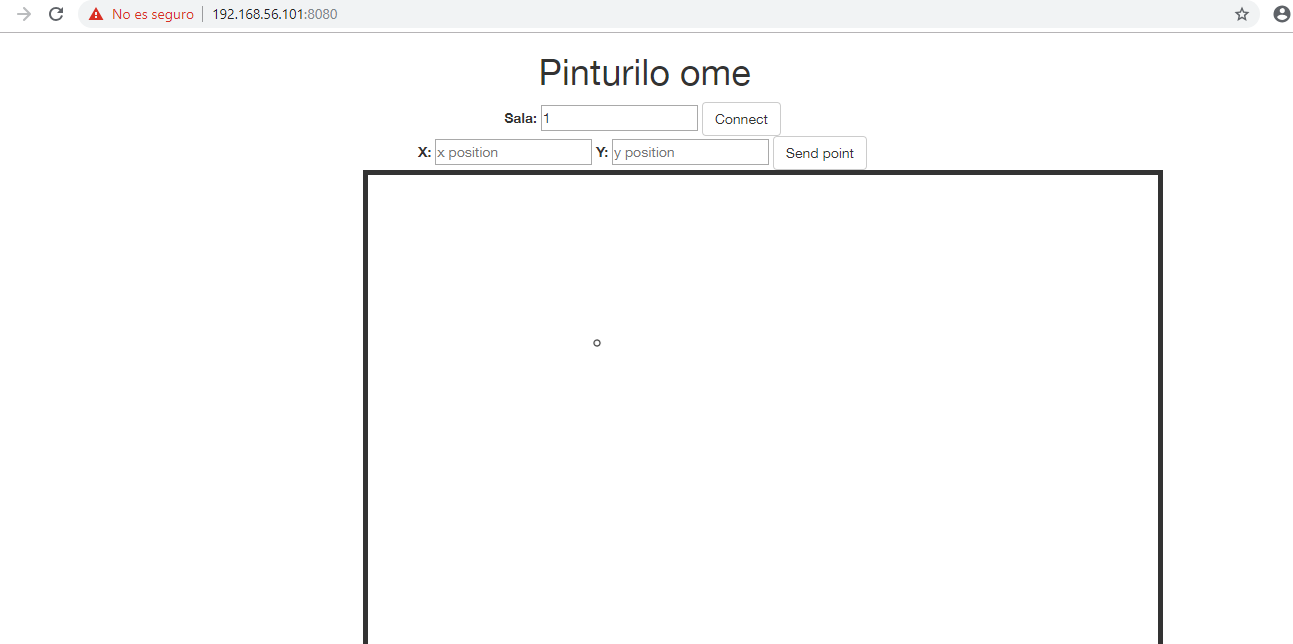 No es seguro 192.168.56.101:8080
Pinturilo ome
Sala: 1 Connect
X: x position Y: y position Send point